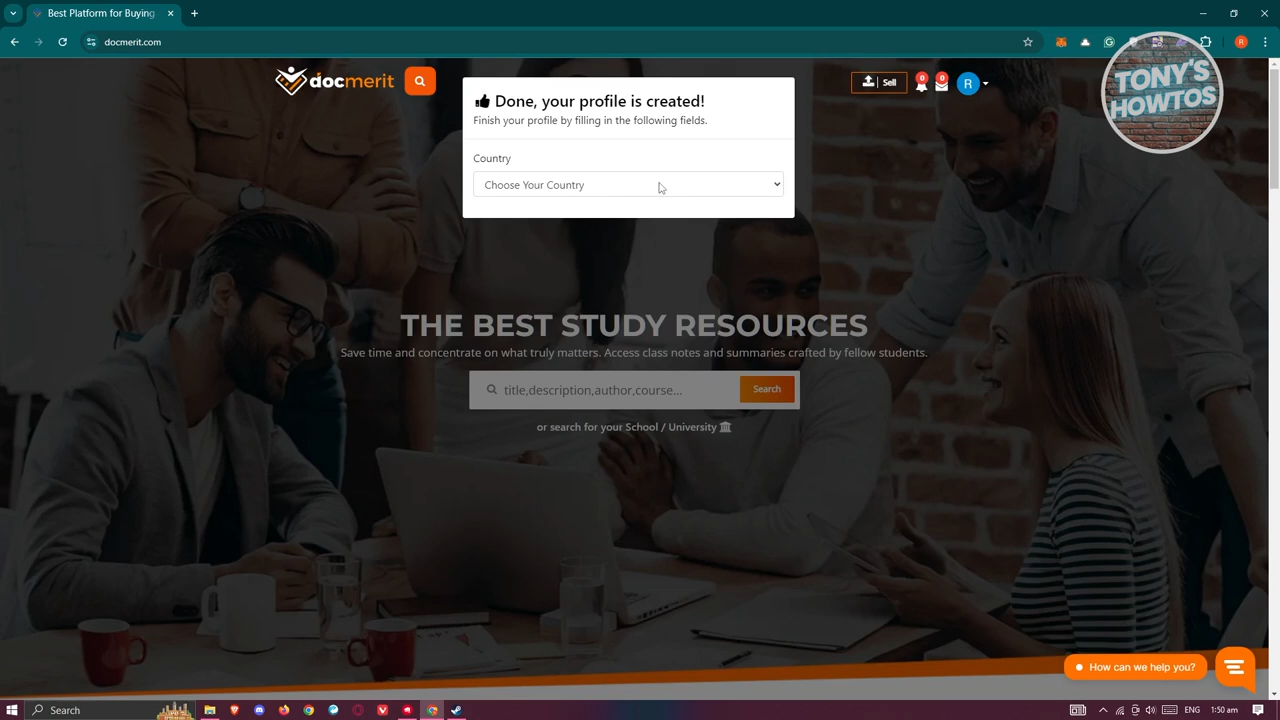 Best Platform for Buying
docmerit.com
docmerit
Sell
0
0
R
R
TONY'S
HOWTOS
Done, your profile is created!
Finish your profile by filling in the following fields.
Country
Choose Your Country
THE BEST STUDY RESOURCES
Save time and concentrate on what truly matters. Access class notes and summaries crafted by fellow students.
title,description,author,course...
Search
or search for your School / University
How can we help you?
Search
ENG
1:50 am